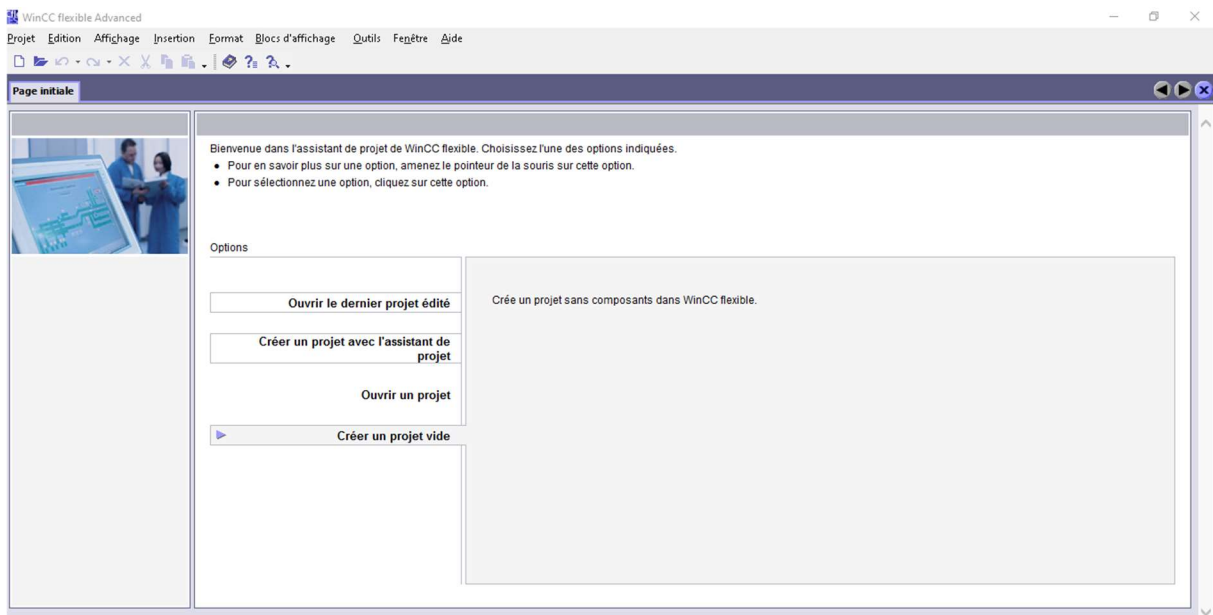 WinCC flexible Advanced
Projet Edition Affichage Insertion Format Blocs d'affichage Outils Fenêtre Aide
Page initiale
Bienvenue dans l'assistant de projet de WinCC flexible. Choisissez l'une des options indiquées.
• Pour en savoir plus sur une option, amenez le pointeur de la souris sur cette option.
• Pour sélectionnez une option, cliquez sur cette option.
Options
Ouvrir le dernier projet édité
Crée un projet sans composants dans WinCC flexible.
Créer un projet avec l'assistant de
projet
Ouvrir un projet
Créer un projet vide